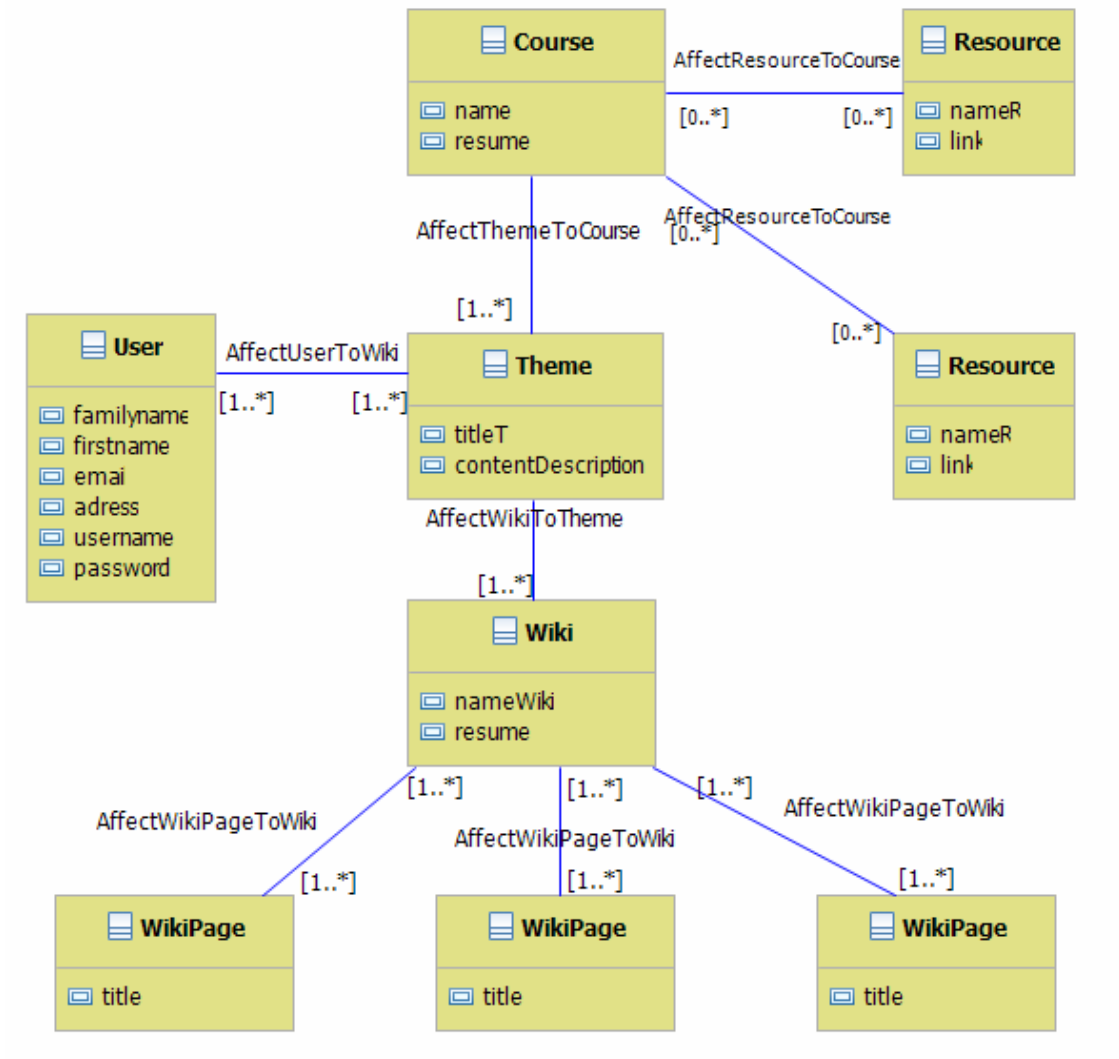 Course
name
resume
AffectResourceToCourse
[0..*]
[0..*]
Resource
nameR
link
AffectThemeToCourse
[1..*]
AffectResourceToCourse
[0..*]
[0..*]
Resource
nameR
link
User
familyname
firstname
emai
adress
username
password
AffectUserToWiki
[1..*]
[1..*]
Theme
titleT
contentDescription
AffectWikiToTheme
[1..*]
Wiki
nameWiki
resume
[1..*]
[1..*]
[1..*]
AffectWikiPageToWiki
AffectWikiPageToWiki
AffectWikiPageToWiki
[1..*]
[1..*]
[1..*]
WikiPage
title
WikiPage
title
WikiPage
title